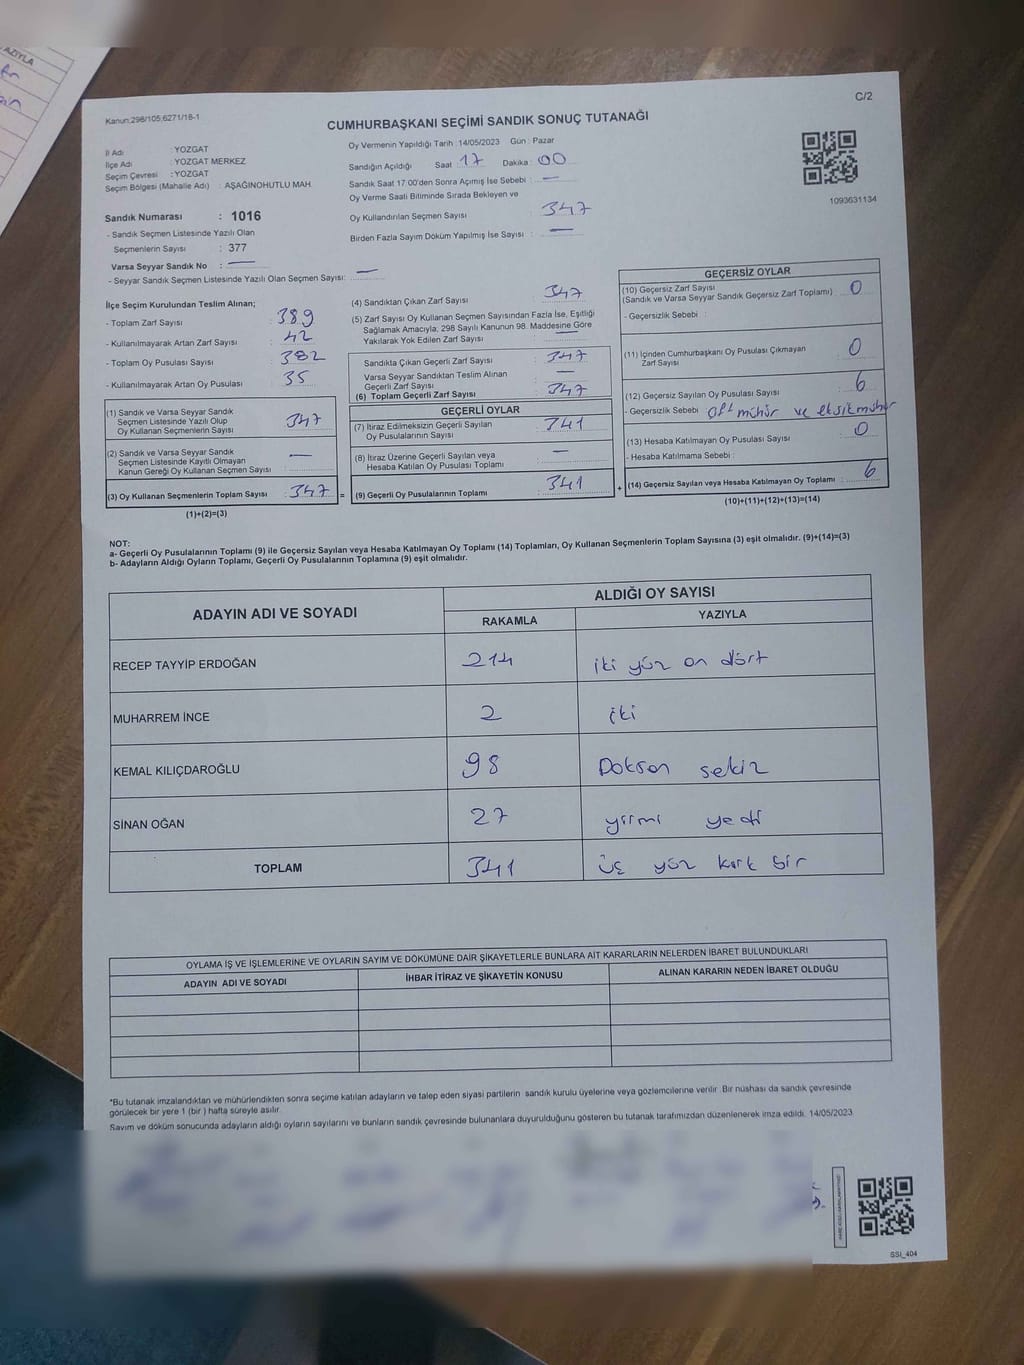 AZIYLA
C/2
Kanun:298/105,6271/18-1
CUMHURBAŞKANI SEÇİMİ SANDIK SONUÇ TUTANAĞI
İl Adı : YOZGAT
İlçe Adı : YOZGAT MERKEZ
Seçim Çevresi : YOZGAT
Seçim Bölgesi (Mahalle Adı) : AŞAĞINOHUTLU MAH.
Oy Vermenin Yapıldığı Tarih :14/05/2023 Gün : Pazar
Sandığın Açıldığı Saat : 17 Dakika : 00
Sandık Saat 17:00'den Sonra Açımış İse Sebebi : —
Oy Verme Saati Bitiminde Sırada Bekleyen ve
Oy Kullandırılan Seçmen Sayısı : 347
Birden Fazla Sayım Döküm Yapılmış İse Sayısı : —
1093631134
Sandık Numarası : 1016
- Sandık Seçmen Listesinde Yazılı Olan
Seçmenlerin Sayısı : 377
Varsa Seyyar Sandık No : —
- Seyyar Sandık Seçmen Listesinde Yazılı Olan Seçmen Sayısı: —
İlçe Seçim Kurulundan Teslim Alınan;
- Toplam Zarf Sayısı : 389
- Kullanılmayarak Artan Zarf Sayısı : 42
- Toplam Oy Pusulası Sayısı : 382
- Kullanılmayarak Artan Oy Pusulası : 35
(1) Sandık ve Varsa Seyyar Sandık
Seçmen Listesinde Yazılı Olup
Oy Kullanan Seçmenlerin Sayısı : 347
(2) Sandık ve Varsa Seyyar Sandık
Seçmen Listesinde Kayıtlı Olmayan
Kanun Gereği Oy Kullanan Seçmen Sayısı : —
(3) Oy Kullanan Seçmenlerin Toplam Sayısı : 347 =
(1)+(2)=(3)
(4) Sandıktan Çıkan Zarf Sayısı : 347
(5) Zarf Sayısı Oy Kullanan Seçmen Sayısından Fazla İse, Eşitliği
Sağlamak Amacıyla, 298 Sayılı Kanunun 98. Maddesine Göre
Yakılarak Yok Edilen Zarf Sayısı : —
Sandıkta Çıkan Geçerli Zarf Sayısı : 347
Varsa Seyyar Sandıktan Teslim Alınan
Geçerli Zarf Sayısı : —
(6) Toplam Geçerli Zarf Sayısı : 347
GEÇERLİ OYLAR
(7) İtiraz Edilmeksizin Geçerli Sayılan
Oy Pusulalarının Sayısı : 341
(8) İtiraz Üzerine Geçerli Sayılan veya
Hesaba Katılan Oy Pusulası Toplamı : —
(9) Geçerli Oy Pusulalarının Toplamı : 341 +
GEÇERSİZ OYLAR
(10) Geçersiz Zarf Sayısı : 0
(Sandık ve Varsa Seyyar Sandık Geçersiz Zarf Toplamı)
- Geçersizlik Sebebi :
(11) İçinden Cumhurbaşkanı Oy Pusulası Çıkmayan
Zarf Sayısı : 0
(12) Geçersiz Sayılan Oy Pusulası Sayısı : 6
- Geçersizlik Sebebi : çift mühür ve eksik mühür
(13) Hesaba Katılmayan Oy Pusulası Sayısı : 0
- Hesaba Katılmama Sebebi :
(14) Geçersiz Sayılan veya Hesaba Katılmayan Oy Toplamı : 6
(10)+(11)+(12)+(13)=(14)
NOT:
a- Geçerli Oy Pusulalarının Toplamı (9) ile Geçersiz Sayılan veya Hesaba Katılmayan Oy Toplamı (14) Toplamları, Oy Kullanan Seçmenlerin Toplam Sayısına (3) eşit olmalıdır. (9)+(14)=(3)
b- Adayların Aldığı Oyların Toplamı, Geçerli Oy Pusulalarının Toplamına (9) eşit olmalıdır.
ADAYIN ADI VE SOYADI ALDIĞI OY SAYISI
RAKAMLA YAZIYLA
RECEP TAYYİP ERDOĞAN 214 iki yüz on dört
MUHARREM İNCE 2 iki
KEMAL KILIÇDAROĞLU 98 Doksan sekiz
SİNAN OĞAN 27 yirmi yedi
TOPLAM 341 üç yüz kırk bir
OYLAMA İŞ VE İŞLEMLERİNE VE OYLARIN SAYIM VE DÖKÜMÜNE DAİR ŞİKAYETLERLE BUNLARA AİT KARARLARIN NELERDEN İBARET BULUNDUKLARI
ADAYIN ADI VE SOYADI İHBAR İTİRAZ VE ŞİKAYETİN KONUSU ALINAN KARARIN NEDEN İBARET OLDUĞU
*Bu tutanak imzalandıktan ve mühürlendikten sonra seçime katılan adayların ve talep eden siyasi partilerin sandık kurulu üyelerine veya gözlemcilerine verilir. Bir nüshası da sandık çevresinde
görülecek bir yere 1 (bir) hafta süreyle asılır.
Sayım ve döküm sonucunda adayların aldığı oyların sayılarını ve bunların sandık çevresinde bulunanlara duyurulduğunu gösteren bu tutanak tarafımızdan düzenlenerek imza edildi. 14/05/2023
SSI_404